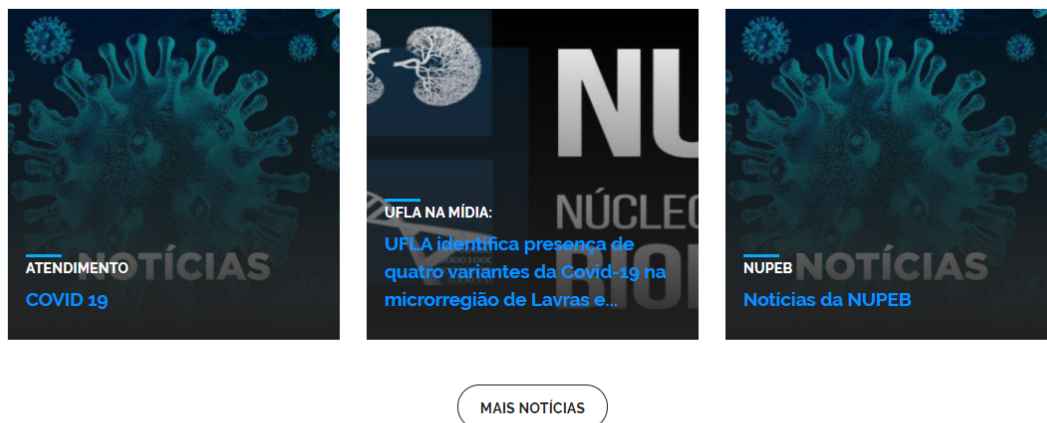 NOTÍCIAS
ATENDIMENTO
COVID 19
NU
NÚCLEO
BIO
UFLA NA MÍDIA:
UFLA identifica presença de
quatro variantes da Covid-19 na
microrregião de Lavras e...
NOTÍCIAS
NUPEB
Notícias da NUPEB
MAIS NOTÍCIAS